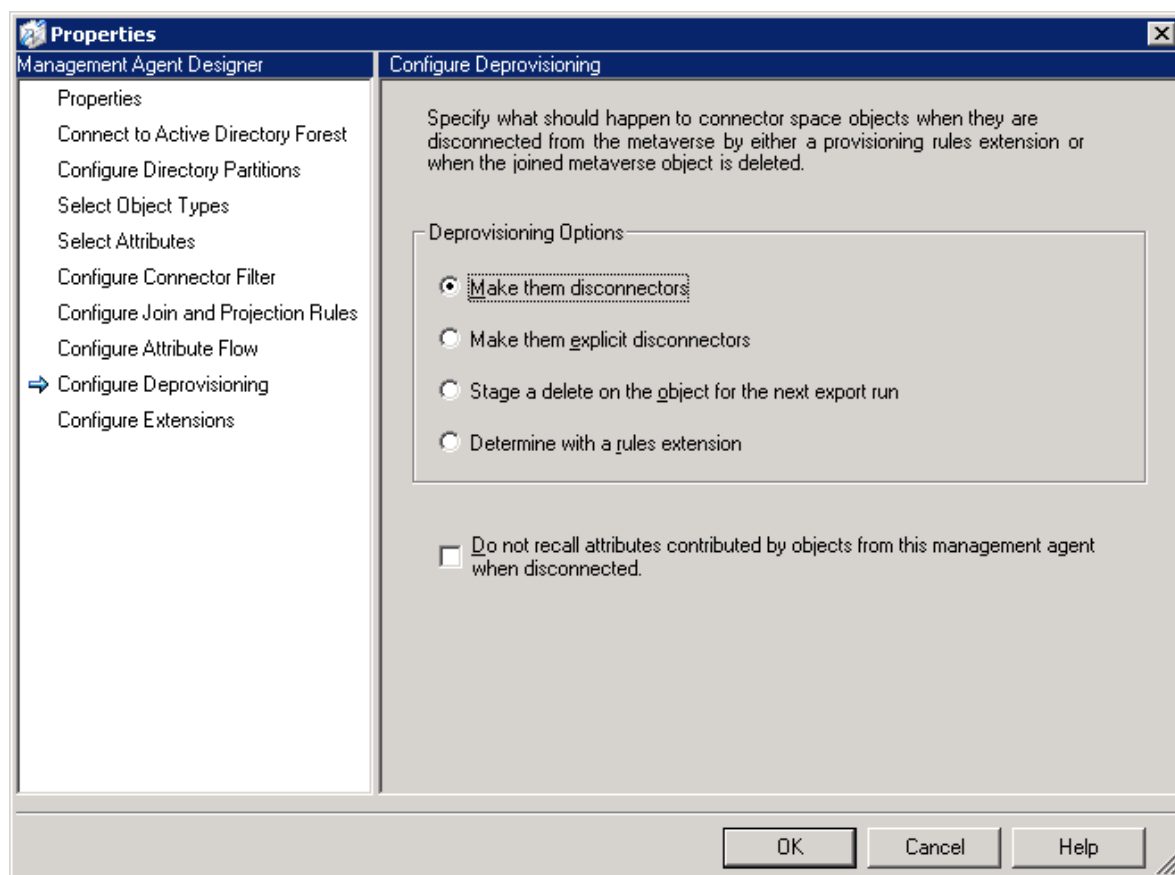 Properties
Management Agent Designer
Configure Deprovisioning
Properties
Connect to Active Directory Forest
Configure Directory Partitions
Select Object Types
Select Attributes
Configure Connector Filter
Configure Join and Projection Rules
Configure Attribute Flow
Configure Deprovisioning
Configure Extensions
Specify what should happen to connector space objects when they are
disconnected from the metaverse by either a provisioning rules extension or
when the joined metaverse object is deleted.
Deprovisioning Options
Make them disconnectors
Make them explicit disconnectors
Stage a delete on the object for the next export run
Determine with a rules extension
Do not recall attributes contributed by objects from this management agent
when disconnected.
OK
Cancel
Help